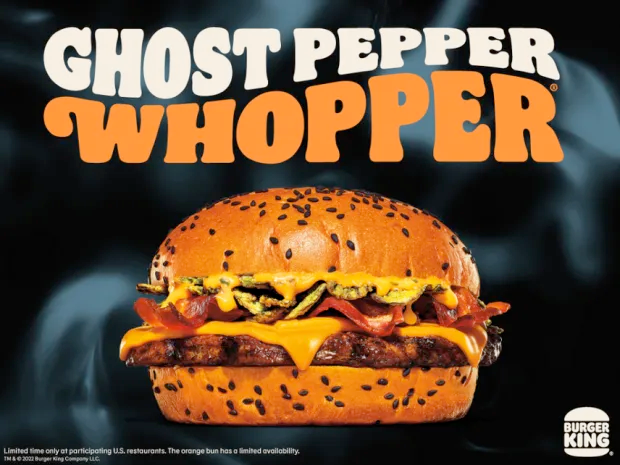 GHOST PEPPER
WHOPPER®
Limited time only at participating U.S. restaurants. The orange bun has a limited availability.
TM & © 2022 Burger King Company LLC.
BURGER
KING®